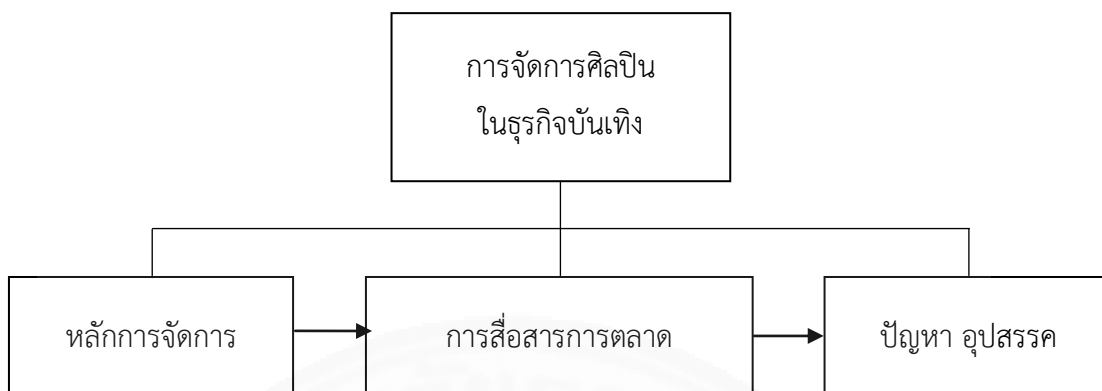 การจัดการศิลปิน
ในธุรกิจบันเทิง
หลักการจัดการ
การสื่อสารการตลาด
ปัญหา อุปสรรค